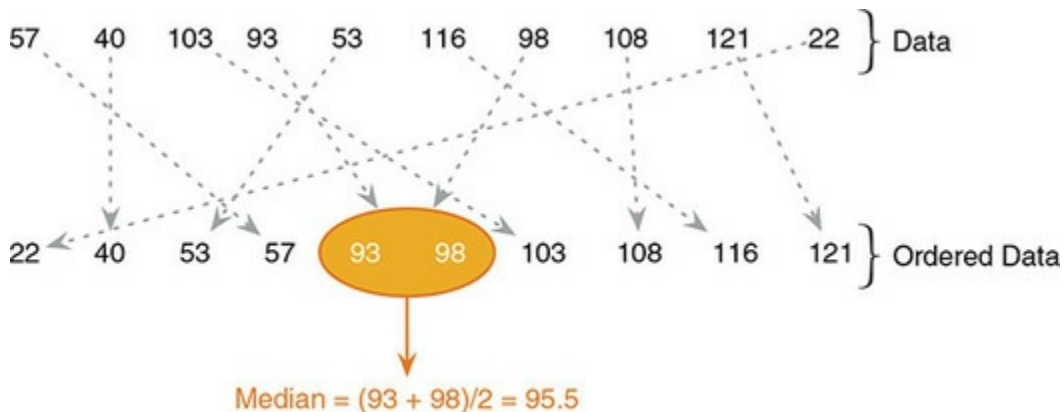 57 40 103 93 53 116 98 108 121 22 Data
22 40 53 57 93 98 103 108 116 121 Ordered Data
Median = (93 + 98)/2 = 95.5